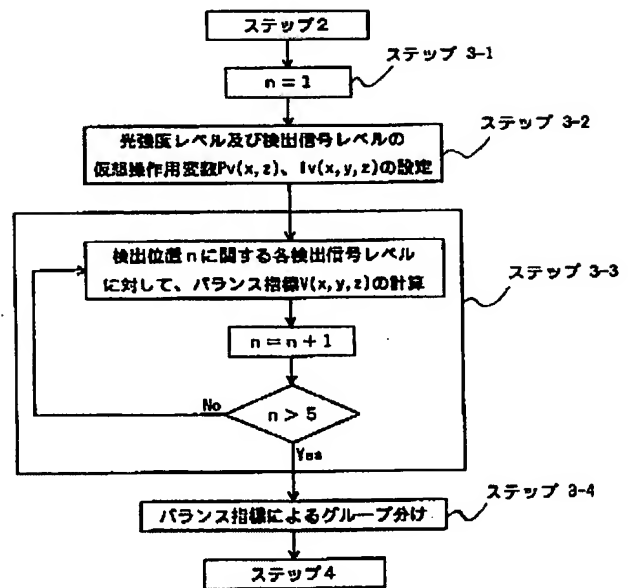 ステップ2
n=1
ステップ 3-1
光強度レベル及び検出信号レベルの
仮想操作用変数Pv(x,z)、Iv(x,y,z)の設定
ステップ 3-2
検出位置nに関する各検出信号レベル
に対して、バランス指標V(x,y,z)の計算
ステップ 3-3
n=n+1
n>5
No
Yes
バランス指標によるグループ分け
ステップ 3-4
ステップ4